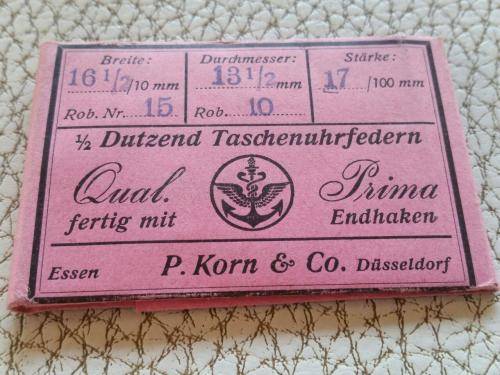 Breite: Durchmesser: Stärke:
16 1/2/10 mm 13 1/2 mm 17/100 mm
Rob. Nr. 15 Rob. 10
½ Dutzend Taschenuhrfedern
Qual. Prima
fertig mit Endhaken
Essen P. Korn & Co. Düsseldorf